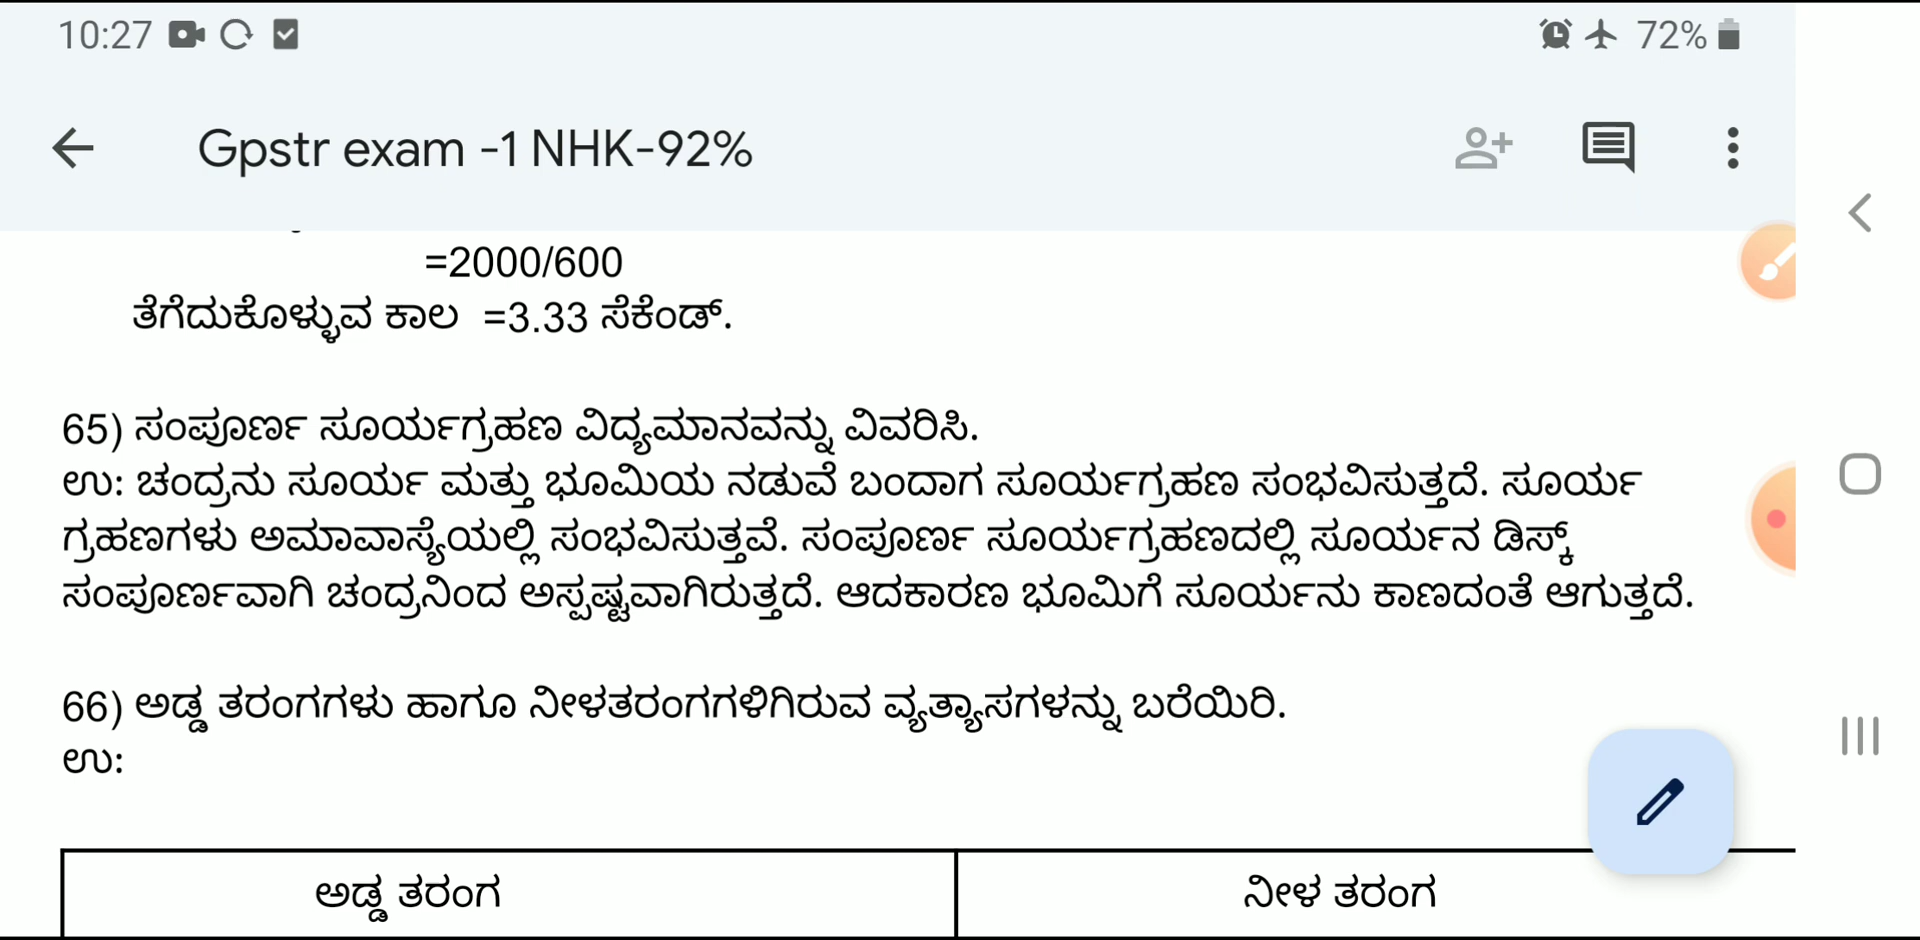 10:27
72%
Gpstr exam -1 NHK-92%
=2000/600
ತೆಗೆದುಕೊಳ್ಳುವ ಕಾಲ =3.33 ಸೆಕೆಂಡ್.
65) ಸಂಪೂರ್ಣ ಸೂರ್ಯಗ್ರಹಣ ವಿದ್ಯಮಾನವನ್ನು ವಿವರಿಸಿ.
ಉ: ಚಂದ್ರನು ಸೂರ್ಯ ಮತ್ತು ಭೂಮಿಯ ನಡುವೆ ಬಂದಾಗ ಸೂರ್ಯಗ್ರಹಣ ಸಂಭವಿಸುತ್ತದೆ. ಸೂರ್ಯ
ಗ್ರಹಣಗಳು ಅಮಾವಾಸ್ಯೆಯಲ್ಲಿ ಸಂಭವಿಸುತ್ತವೆ. ಸಂಪೂರ್ಣ ಸೂರ್ಯಗ್ರಹಣದಲ್ಲಿ ಸೂರ್ಯನ ಡಿಸ್ಕ್
ಸಂಪೂರ್ಣವಾಗಿ ಚಂದ್ರನಿಂದ ಅಸ್ಪಷ್ಟವಾಗಿರುತ್ತದೆ. ಆದಕಾರಣ ಭೂಮಿಗೆ ಸೂರ್ಯನು ಕಾಣದಂತೆ ಆಗುತ್ತದೆ.
66) ಅಡ್ಡ ತರಂಗಗಳು ಹಾಗೂ ನೀಳತರಂಗಗಳಿಗಿರುವ ವ್ಯತ್ಯಾಸಗಳನ್ನು ಬರೆಯಿರಿ.
ಉ:
ಅಡ್ಡ ತರಂಗ
ನೀಳ ತರಂಗ